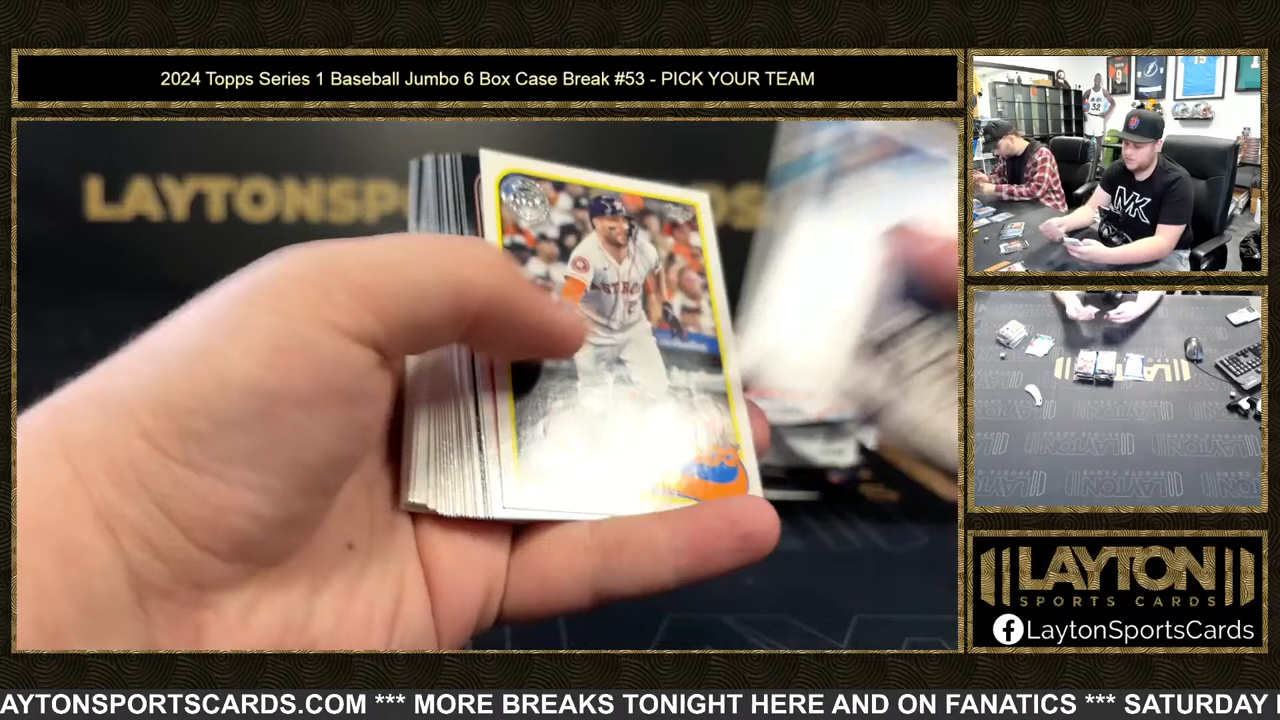 2024 Topps Series 1 Baseball Jumbo 6 Box Case Break #53 - PICK YOUR TEAM
LAYTONSP
DS
LAYTON
SPORTS CARDS
LaytonSportsCards
AYTONSPORTSCARDS.COM *** MORE BREAKS TONIGHT HERE AND ON FANATICS *** SATURDAY